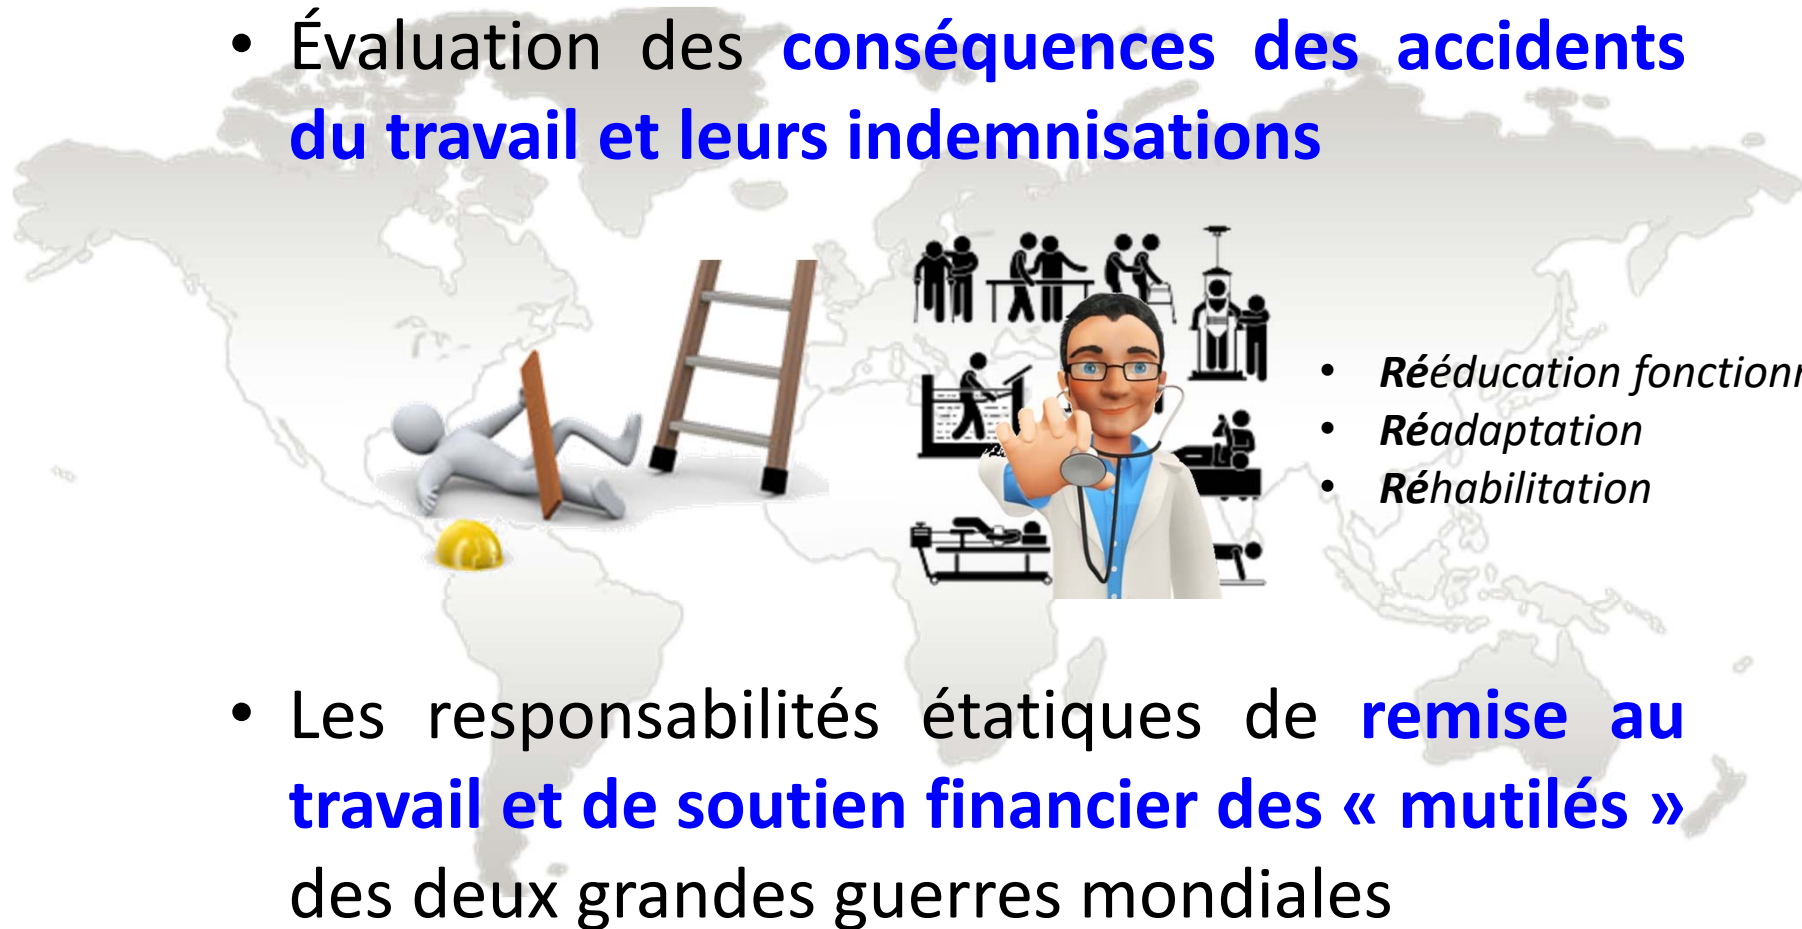 • Évaluation des conséquences des accidents
du travail et leurs indemnisations
• Rééducation fonctionn
• Réadaptation
• Réhabilitation
• Les responsabilités étatiques de remise au
travail et de soutien financier des « mutilés »
des deux grandes guerres mondiales